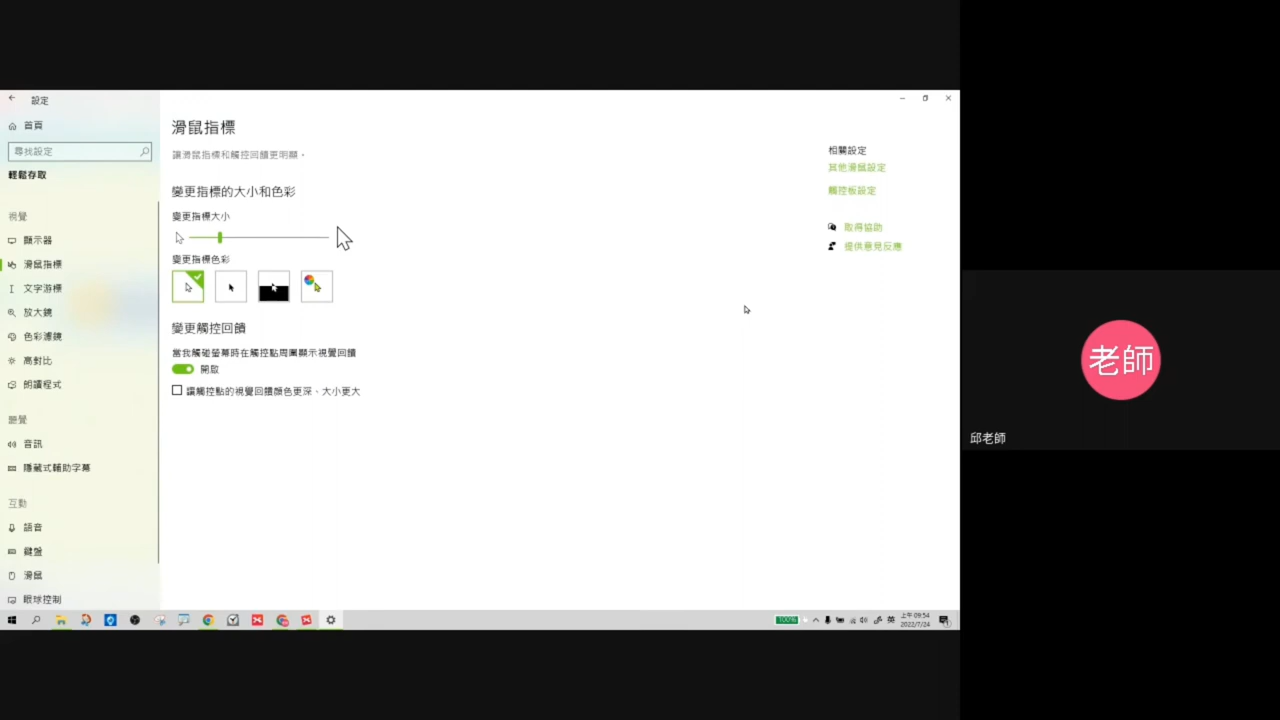 設定
首頁
尋找設定
輕鬆存取
視覺
顯示器
滑鼠指標
文字游標
放大鏡
色彩濾鏡
高對比
朗讀程式
聽覺
音訊
隱藏式輔助字幕
互動
語音
鍵盤
滑鼠
眼球控制
滑鼠指標
讓滑鼠指標和觸控回饋更明顯。
變更指標的大小和色彩
變更指標大小
變更指標色彩
變更觸控回饋
當我觸碰螢幕時在觸控點周圍顯示視覺回饋
開啟
讓觸控點的視覺回饋顏色更深、大小更大
相關設定
其他滑鼠設定
觸控板設定
取得協助
提供意見反應
100%
英
上午 09:54
2022/7/24
老師
邱老師